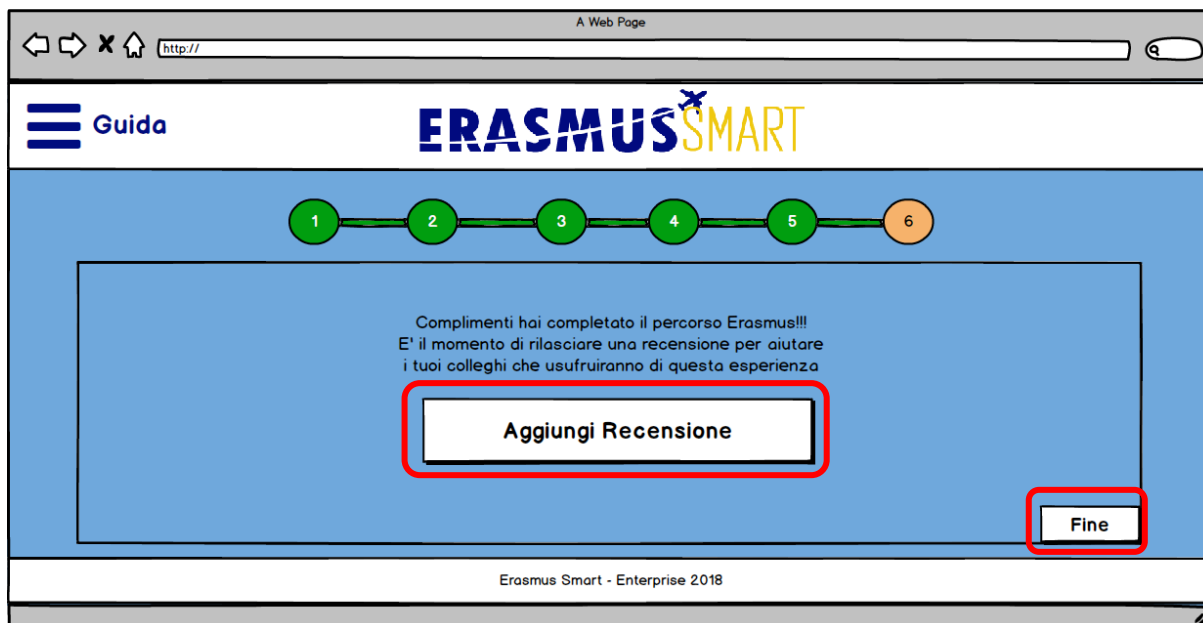 A Web Page
http://
Guida
ERASMUS SMART
1 2 3 4 5 6
Complimenti hai completato il percorso Erasmus!!!
E' il momento di rilasciare una recensione per aiutare
i tuoi colleghi che usufruiranno di questa esperienza
Aggiungi Recensione
Fine
Erasmus Smart - Enterprise 2018